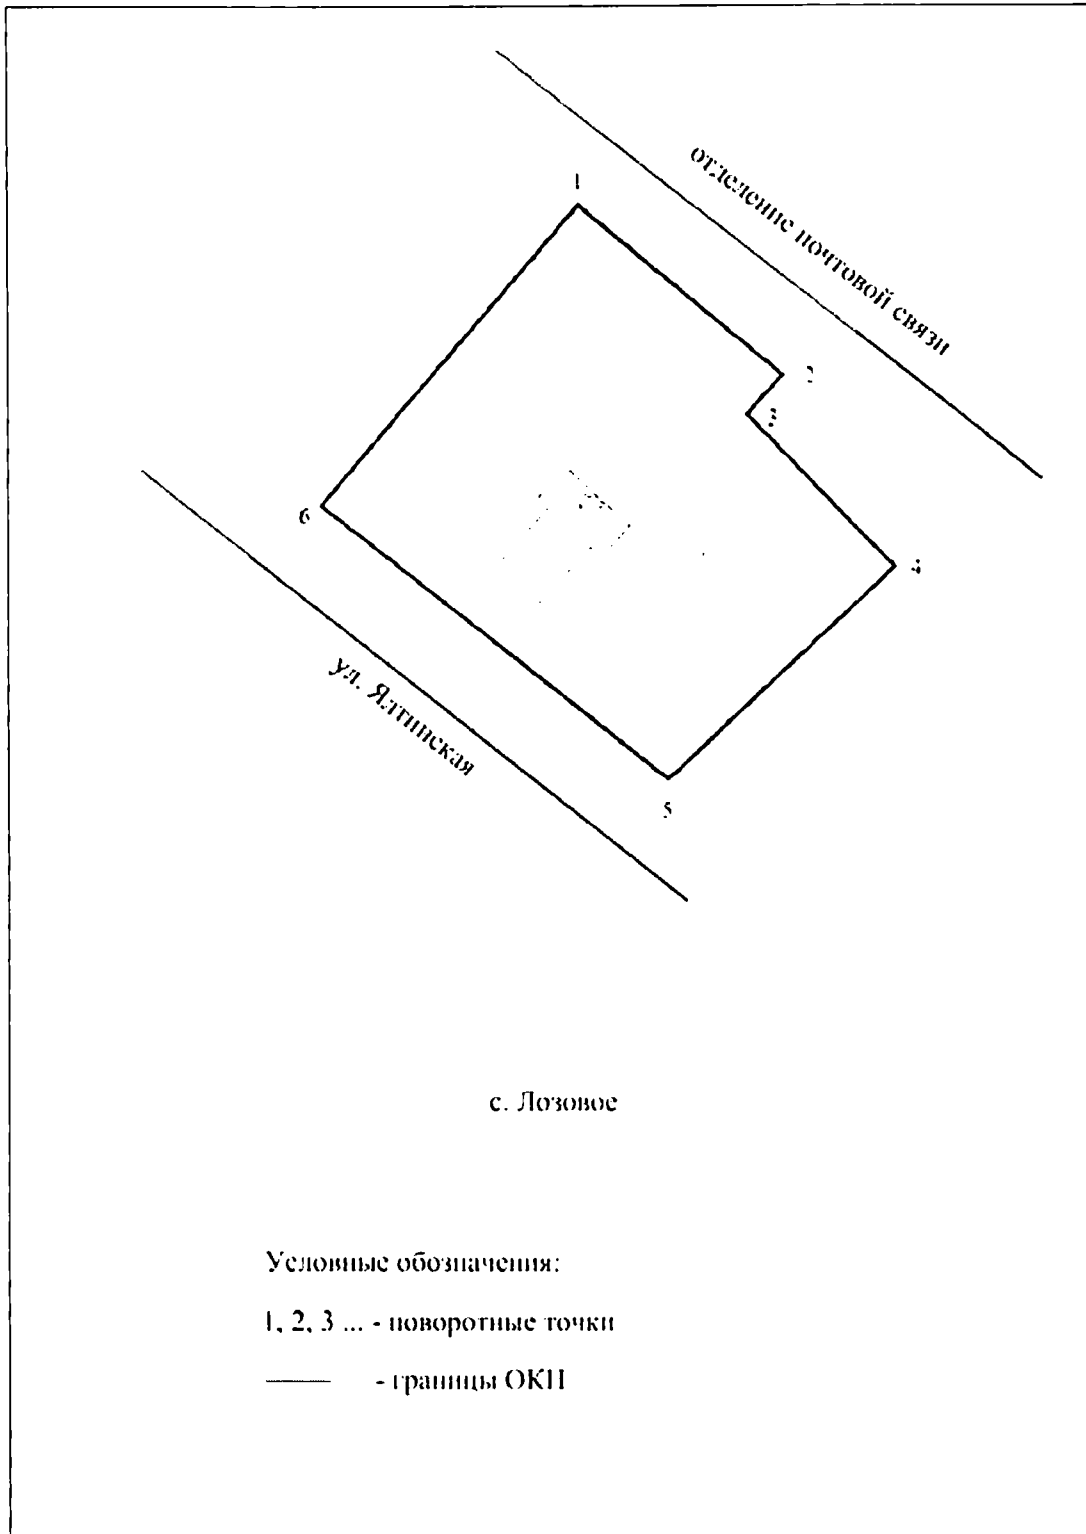 отделение почтовой связи
1
2
3
4
6
ул. Ялтинская
5
с. Лозовое
Условные обозначения:
1, 2, 3 ... - поворотные точки
- границы ОКН